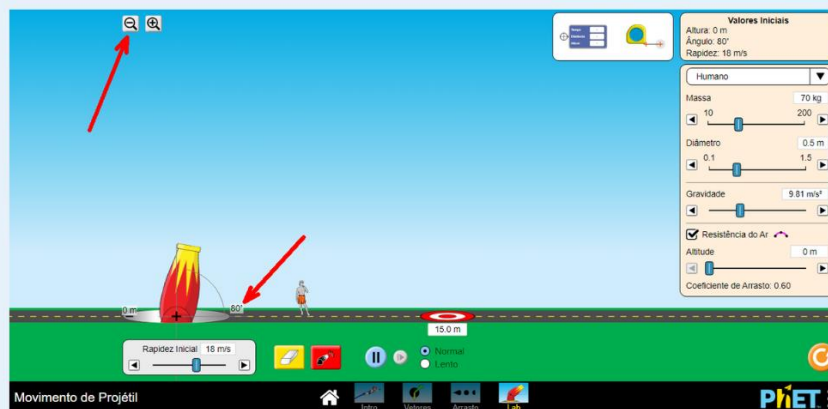 Valores Iniciais
Altura: 0 m
Ângulo: 80°
Rapidez: 18 m/s
Humano
Massa
70 kg
10
200
Diâmetro
0.5 m
0.1
1.5
Gravidade
9.81 m/s²
Resistência do Ar
Altitude
0 m
Coeficiente de Arrasto: 0.60
0 m
80°
15.0 m
Rapidez Inicial
18 m/s
Normal
Lento
Movimento de Projétil
Intro
Vetores
Arrasto
Lab
PhET